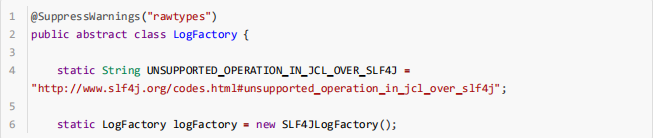 1 @SuppressWarnings("rawtypes")
2 public abstract class LogFactory {
3
4 static String UNSUPPORTED_OPERATION_IN_JCL_OVER_SLF4J =
"http://www.slf4j.org/codes.html#unsupported_operation_in_jcl_over_slf4j";
5
6 static LogFactory logFactory = new SLF4JLogFactory();